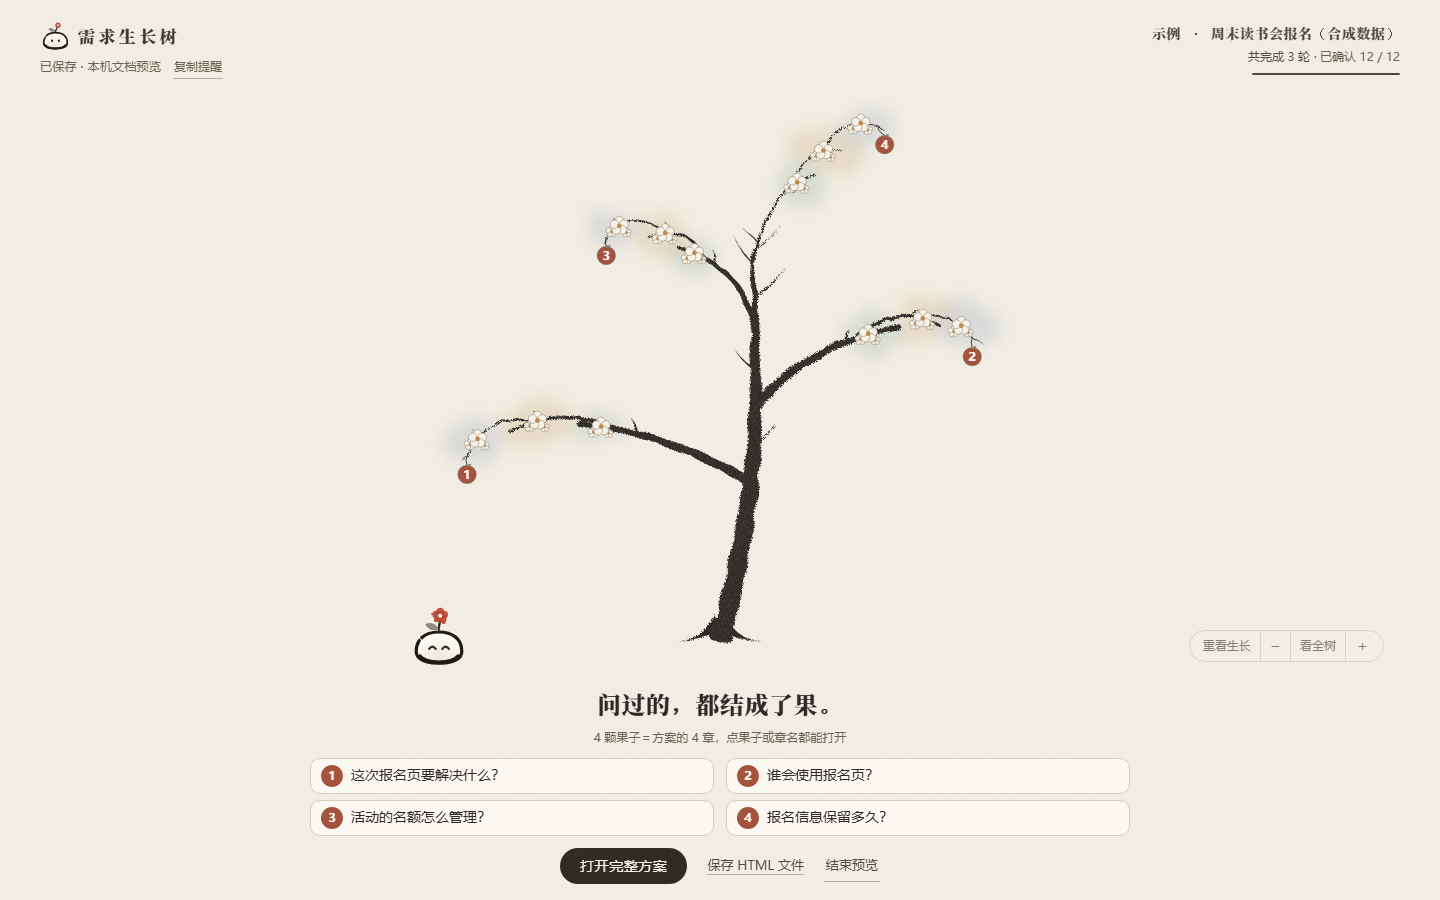 需求生长树
已保存 · 本机文档预览 复制提醒
示例 · 周末读书会报名（合成数据）
共完成 3 轮 · 已确认 12 / 12
4
3
2
1
重看生长 − 看全树 +
问过的，都结成了果。
4 颗果子 = 方案的 4 章，点果子或章名都能打开
1 这次报名页要解决什么？
2 谁会使用报名页？
3 活动的名额怎么管理？
4 报名信息保留多久？
打开完整方案 保存 HTML 文件 结束预览